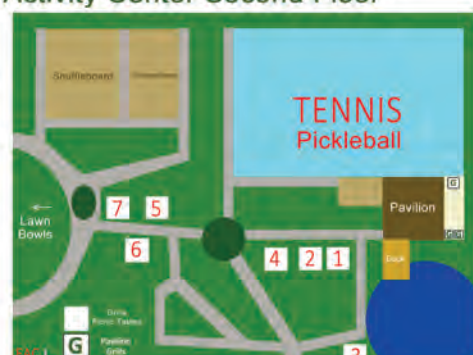 Activity Center Second Floor
Shuffleboard
TENNIS
Pickleball
G
Pavilion
← Lawn
Bowls
7 5
6
4 2 1
G G
Dock
Picnic Tables
G Pavilion
Grills
3